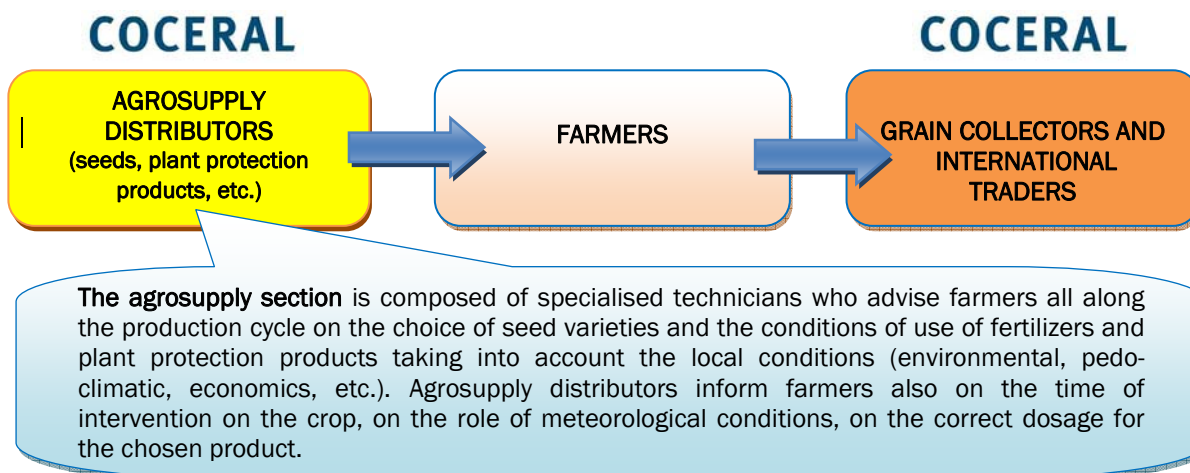 COCERAL
COCERAL
AGROSUPPLY
DISTRIBUTORS
(seeds, plant protection
products, etc.)
FARMERS
GRAIN COLLECTORS AND
INTERNATIONAL
TRADERS
The agrosupply section is composed of specialised technicians who advise farmers all along
the production cycle on the choice of seed varieties and the conditions of use of fertilizers and
plant protection products taking into account the local conditions (environmental, pedo-
climatic, economics, etc.). Agrosupply distributors inform farmers also on the time of
intervention on the crop, on the role of meteorological conditions, on the correct dosage for
the chosen product.